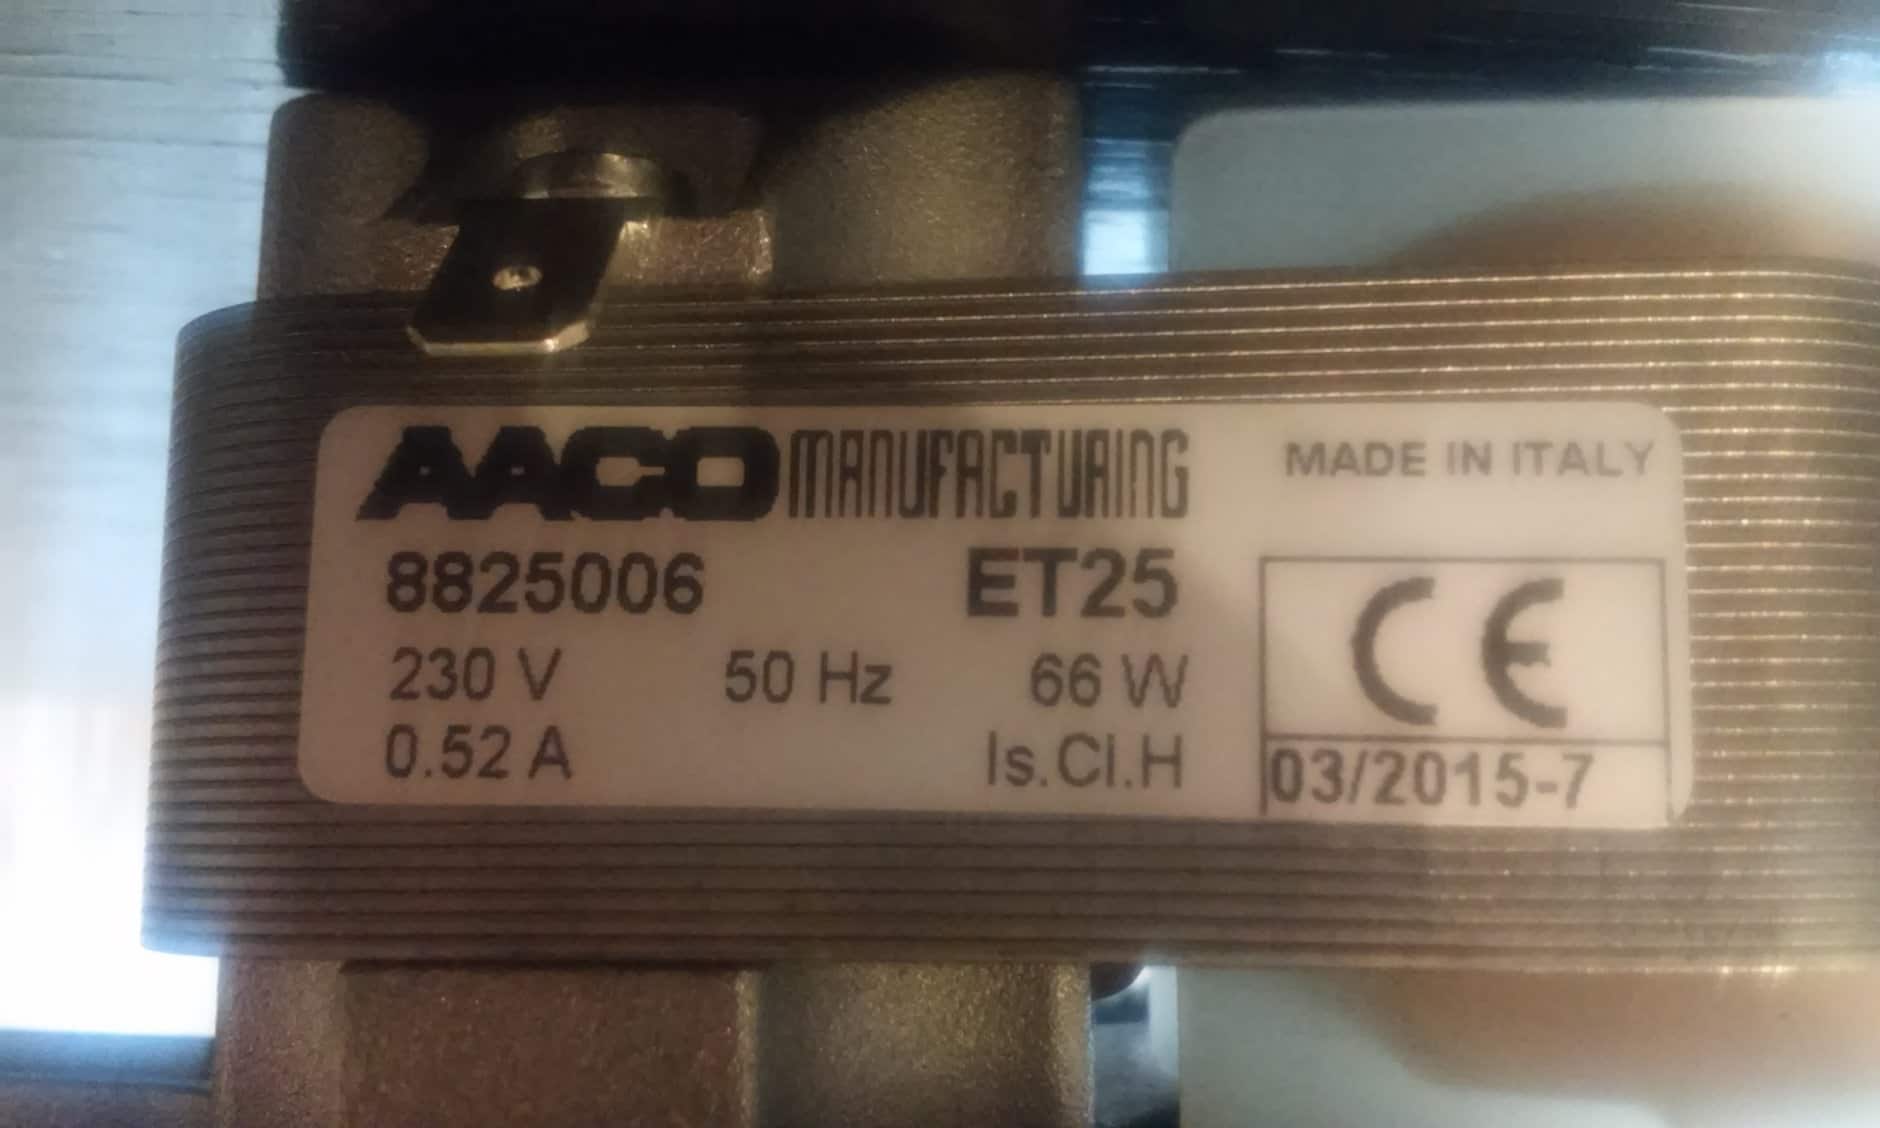 AACO MANUFACTURING
MADE IN ITALY
8825006 ET25
230 V 50 Hz 66 W
0.52 A Is.Cl.H
CE
03/2015-7